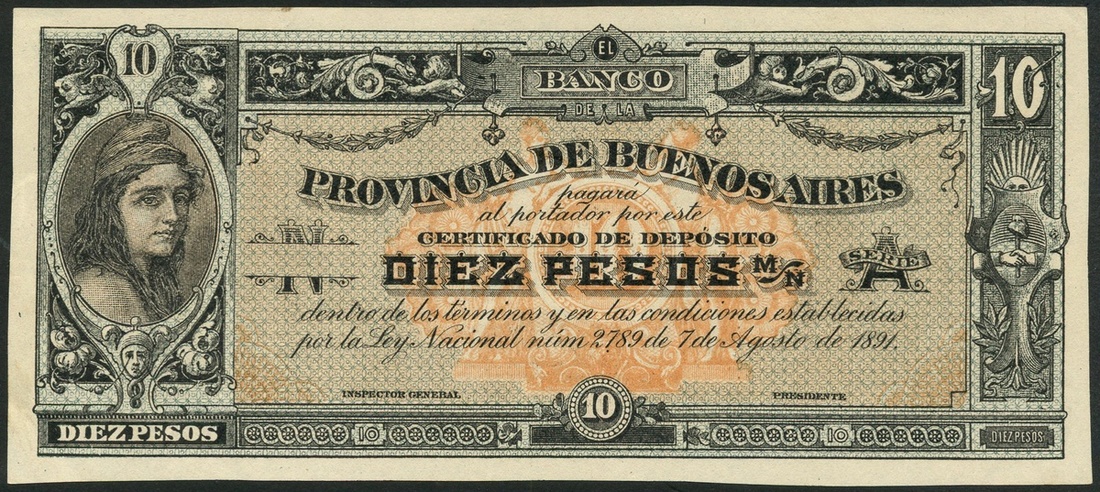 10
EL
BANCO
DE LA
10
PROVINCIA DE BUENOS AIRES
pagará
al portador por este
CERTIFICADO DE DEPÓSITO
N
DIEZ PESOS M/N
SERIE A
dentro de los términos y en las condiciones establecidas
por la Ley Nacional núm 2,789 de 7 de Agosto de 1891.
INSPECTOR GENERAL
PRESIDENTE
DIEZ PESOS
10
10
10
DIEZ PESOS